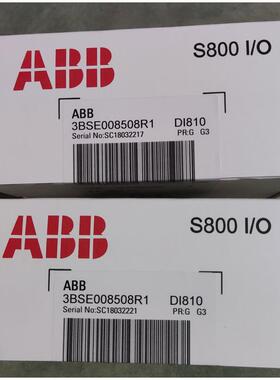 ABB
S800 I/O
ABB
3BSE008508R1 DI810
Serial No:SC18032217 PR:G G3
ABB
S800 I/O
ABB
3BSE008508R1 DI810
Serial No:SC18032221 PR:G G3